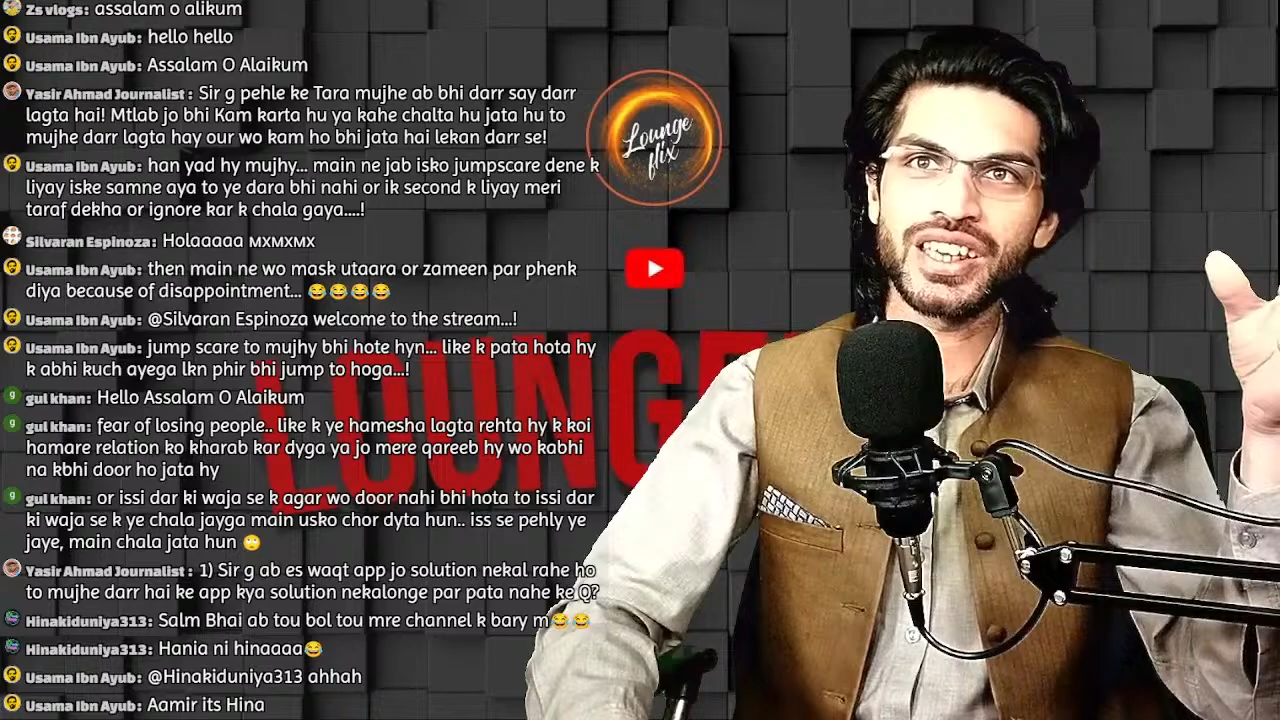 Zs vlogs: assalam o alikum
Usama Ibn Ayub: hello hello
Usama Ibn Ayub: Assalam O Alaikum
Yasir Ahmad Journalist : Sir g pehle ke Tara mujhe ab bhi darr say darr
lagta hai! Mtlab jo bhi Kam karta hu ya kahe chalta hu jata hu to
mujhe darr lagta hay our wo kam ho bhi jata hai lekan darr se!
Usama Ibn Ayub: han yad hy mujhy... main ne jab isko jumpscare dene k
liyay iske samne aya to ye dara bhi nahi or ik second k liyay meri
taraf dekha or ignore kar k chala gaya....!
Silvaran Espinoza: Holaaaaa мxмxмx
Usama Ibn Ayub: then main ne wo mask utaara or zameen par phenk
diya because of disappointment... 😂😂😂😂
Usama Ibn Ayub: @Silvaran Espinoza welcome to the stream...!
Usama Ibn Ayub: jump scare to mujhy bhi hote hyn... like k pata hota hy
k abhi kuch ayega lkn phir bhi jump to hoga...!
gul khan: Hello Assalam O Alaikum
gul khan: fear of losing people.. like k ye hamesha lagta rehta hy k koi
hamare relation ko kharab kar dyga ya jo mere qareeb hy wo kabhi
na kbhi door ho jata hy
gul khan: or issi dar ki waja se k agar wo door nahi bhi hota to issi dar
ki waja se k ye chala jayga main usko chor dyta hun.. iss se pehly ye
jaye, main chala jata hun 🙄
Yasir Ahmad Journalist : 1) Sir g ab es waqt app jo solution nekal rahe ho
to mujhe darr hai ke app kya solution nekalonge par pata nahe ke Q?
Hinakiduniya313: Salm Bhai ab tou bol tou mre channel k bary m😂😂
Hinakiduniya313: Hania ni hinaaaa😂
Usama Ibn Ayub: @Hinakiduniya313 ahhah
Usama Ibn Ayub: Aamir its Hina
Lounge
flix
LOUNGE